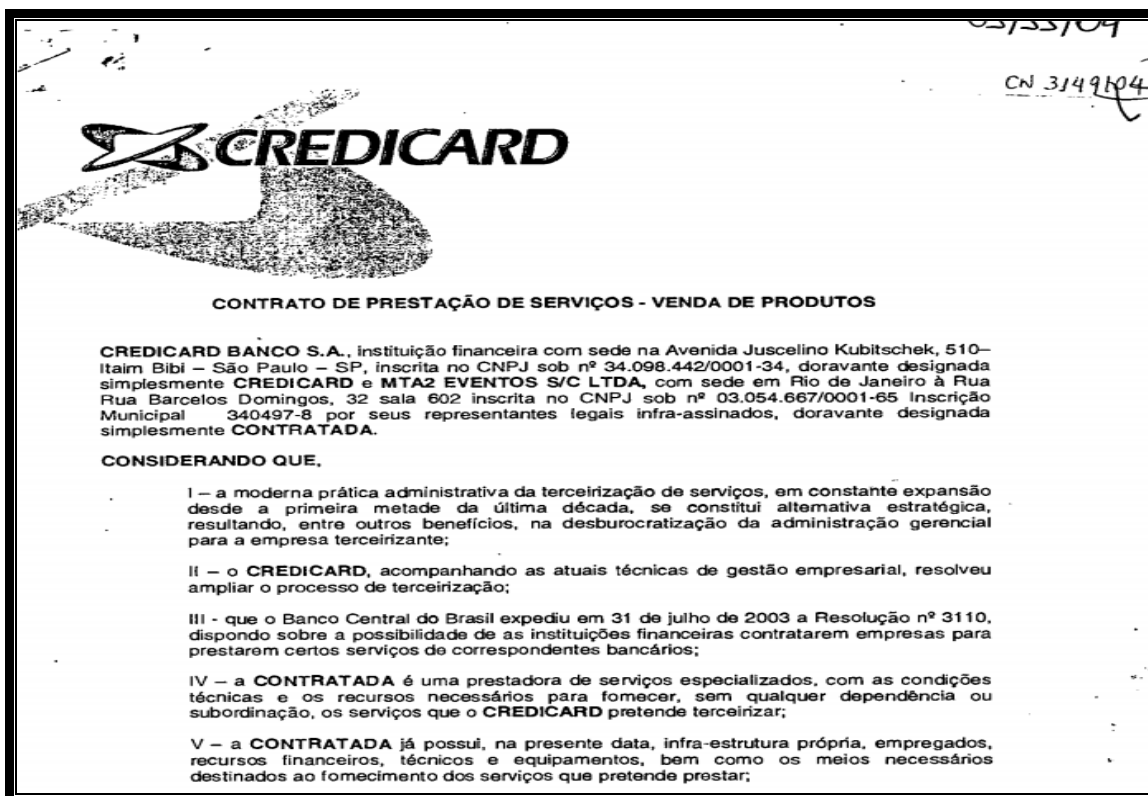 CN 3149104
CREDICARD
CONTRATO DE PRESTAÇÃO DE SERVIÇOS - VENDA DE PRODUTOS
CREDICARD BANCO S.A., instituição financeira com sede na Avenida Juscelino Kubitschek, 510–
Itaim Bibi – São Paulo – SP, inscrita no CNPJ sob nº 34.098.442/0001-34, doravante designada
simplesmente CREDICARD e MTA2 EVENTOS S/C LTDA, com sede em Rio de Janeiro à Rua
Rua Barcelos Domingos, 32 sala 602 inscrita no CNPJ sob nº 03.054.667/0001-65 Inscrição
Municipal 340497-8 por seus representantes legais infra-assinados, doravante designada
simplesmente CONTRATADA.
CONSIDERANDO QUE,
I – a moderna prática administrativa da terceirização de serviços, em constante expansão
desde a primeira metade da última década, se constitui alternativa estratégica,
resultando, entre outros benefícios, na desburocratização da administração gerencial
para a empresa terceirizante;
II – o CREDICARD, acompanhando as atuais técnicas de gestão empresarial, resolveu
ampliar o processo de terceirização;
III - que o Banco Central do Brasil expediu em 31 de julho de 2003 a Resolução nº 3110,
dispondo sobre a possibilidade de as instituições financeiras contratarem empresas para
prestarem certos serviços de correspondentes bancários;
IV – a CONTRATADA é uma prestadora de serviços especializados, com as condições
técnicas e os recursos necessários para fornecer, sem qualquer dependência ou
subordinação, os serviços que o CREDICARD pretende terceirizar;
V – a CONTRATADA já possui, na presente data, infra-estrutura própria, empregados,
recursos financeiros, técnicos e equipamentos, bem como os meios necessários
destinados ao fornecimento dos serviços que pretende prestar;